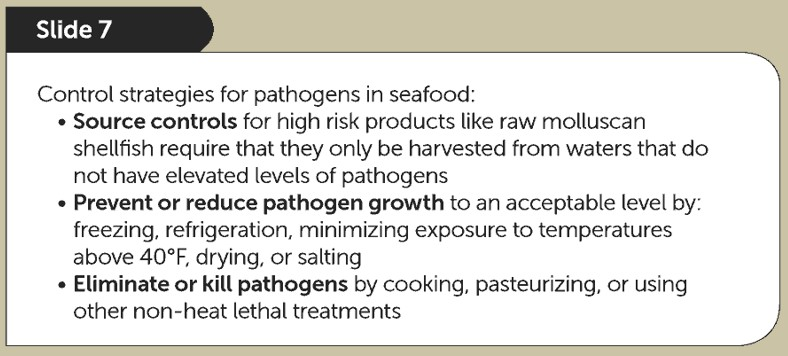 Slide 7
Control strategies for pathogens in seafood:
• Source controls for high risk products like raw molluscan
shellfish require that they only be harvested from waters that do
not have elevated levels of pathogens
• Prevent or reduce pathogen growth to an acceptable level by:
freezing, refrigeration, minimizing exposure to temperatures
above 40°F, drying, or salting
• Eliminate or kill pathogens by cooking, pasteurizing, or using
other non-heat lethal treatments